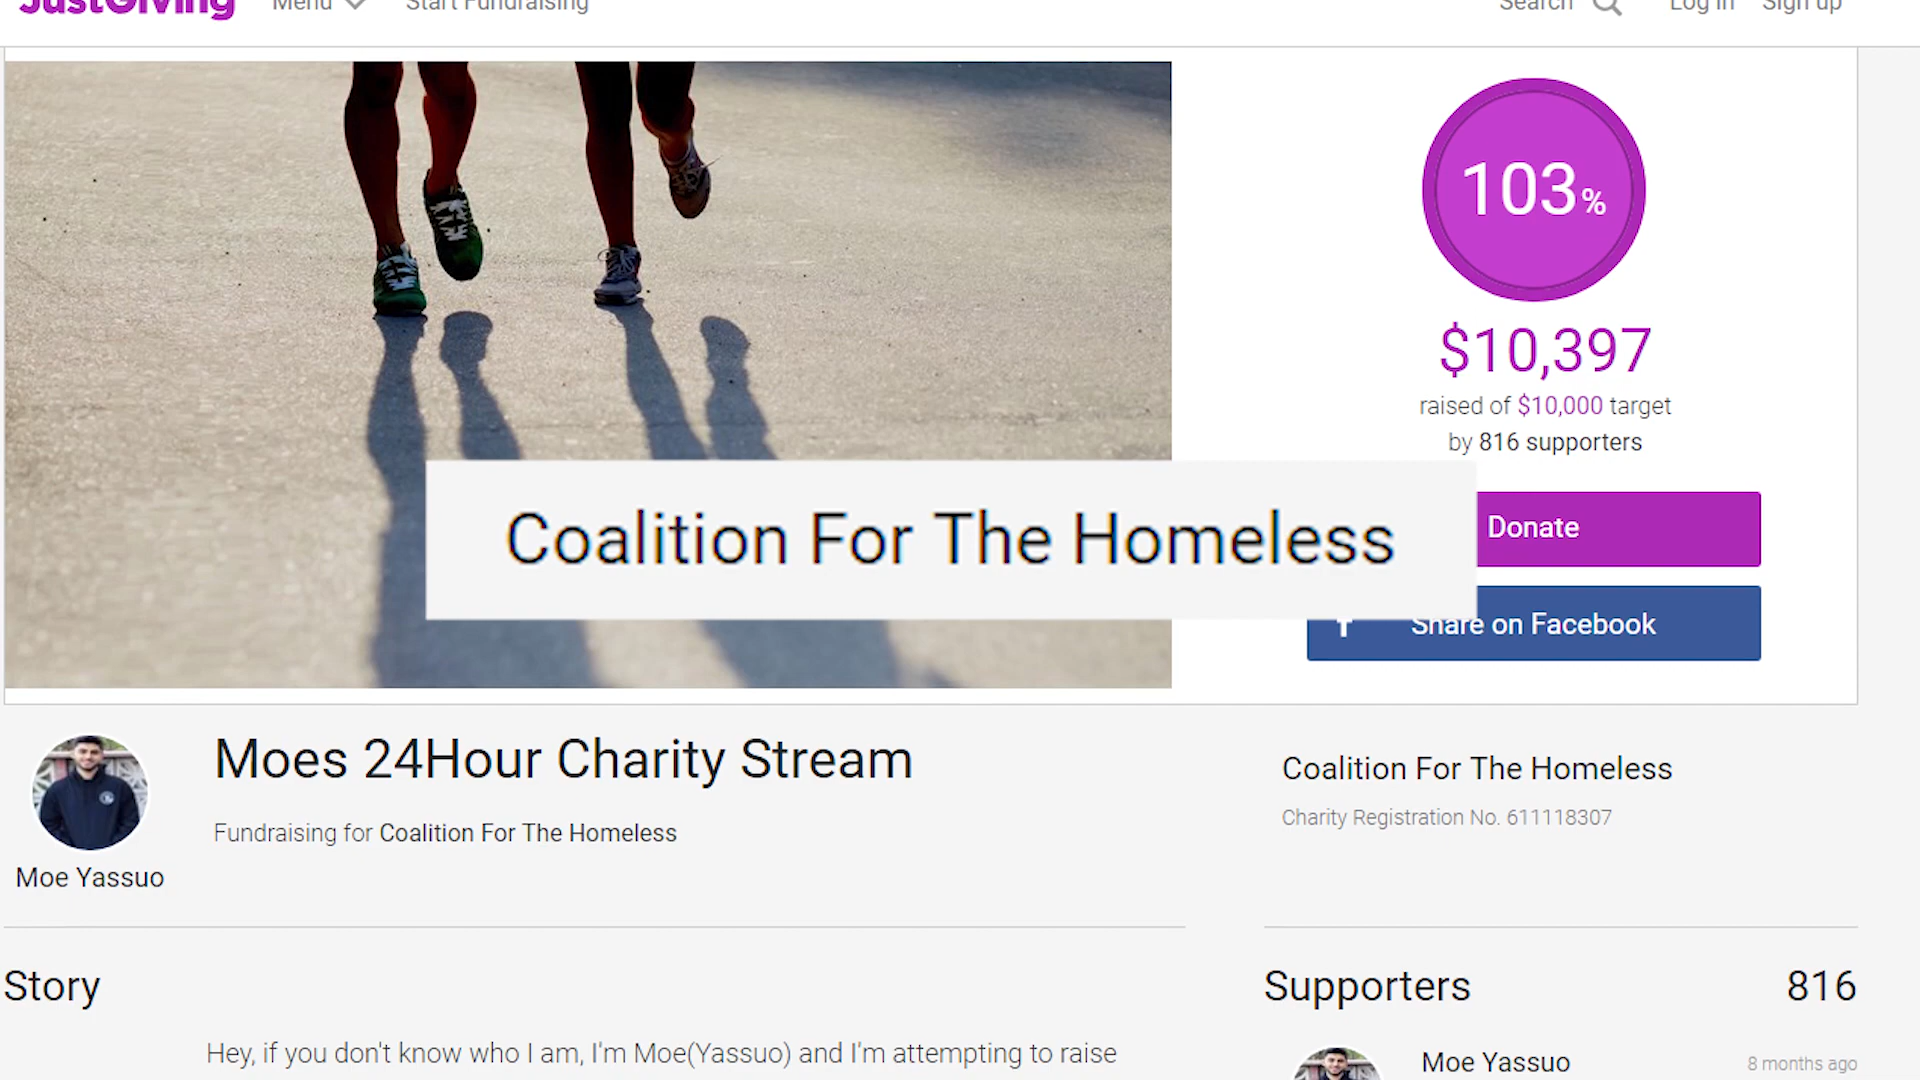 JustGiving
Menu
Start Fundraising
Search
Log in
Sign up
103%
$10,397
raised of $10,000 target
by 816 supporters
Donate
Coalition For The Homeless
Share on Facebook
Moes 24Hour Charity Stream
Fundraising for Coalition For The Homeless
Moe Yassuo
Coalition For The Homeless
Charity Registration No. 611118307
Story
Hey, if you don't know who I am, I'm Moe(Yassuo) and I'm attempting to raise
Supporters
816
Moe Yassuo
8 months ago